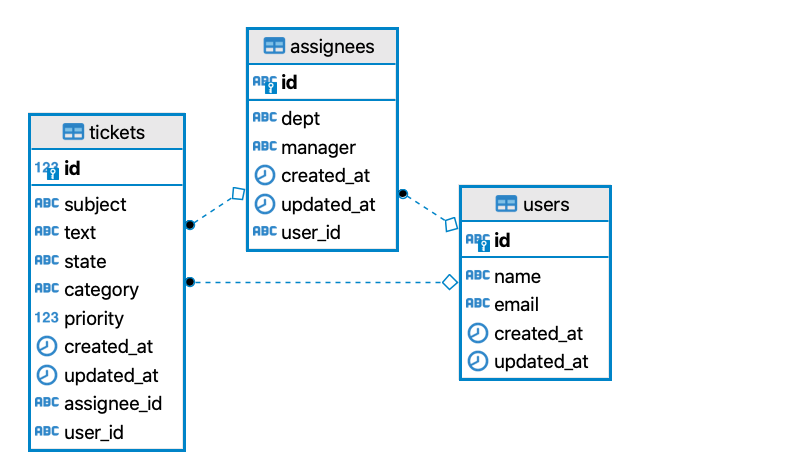 assignees
ABC id
ABC dept
ABC manager
created_at
updated_at
ABC user_id
tickets
123 id
ABC subject
ABC text
ABC state
ABC category
123 priority
created_at
updated_at
ABC assignee_id
ABC user_id
users
ABC id
ABC name
ABC email
created_at
updated_at